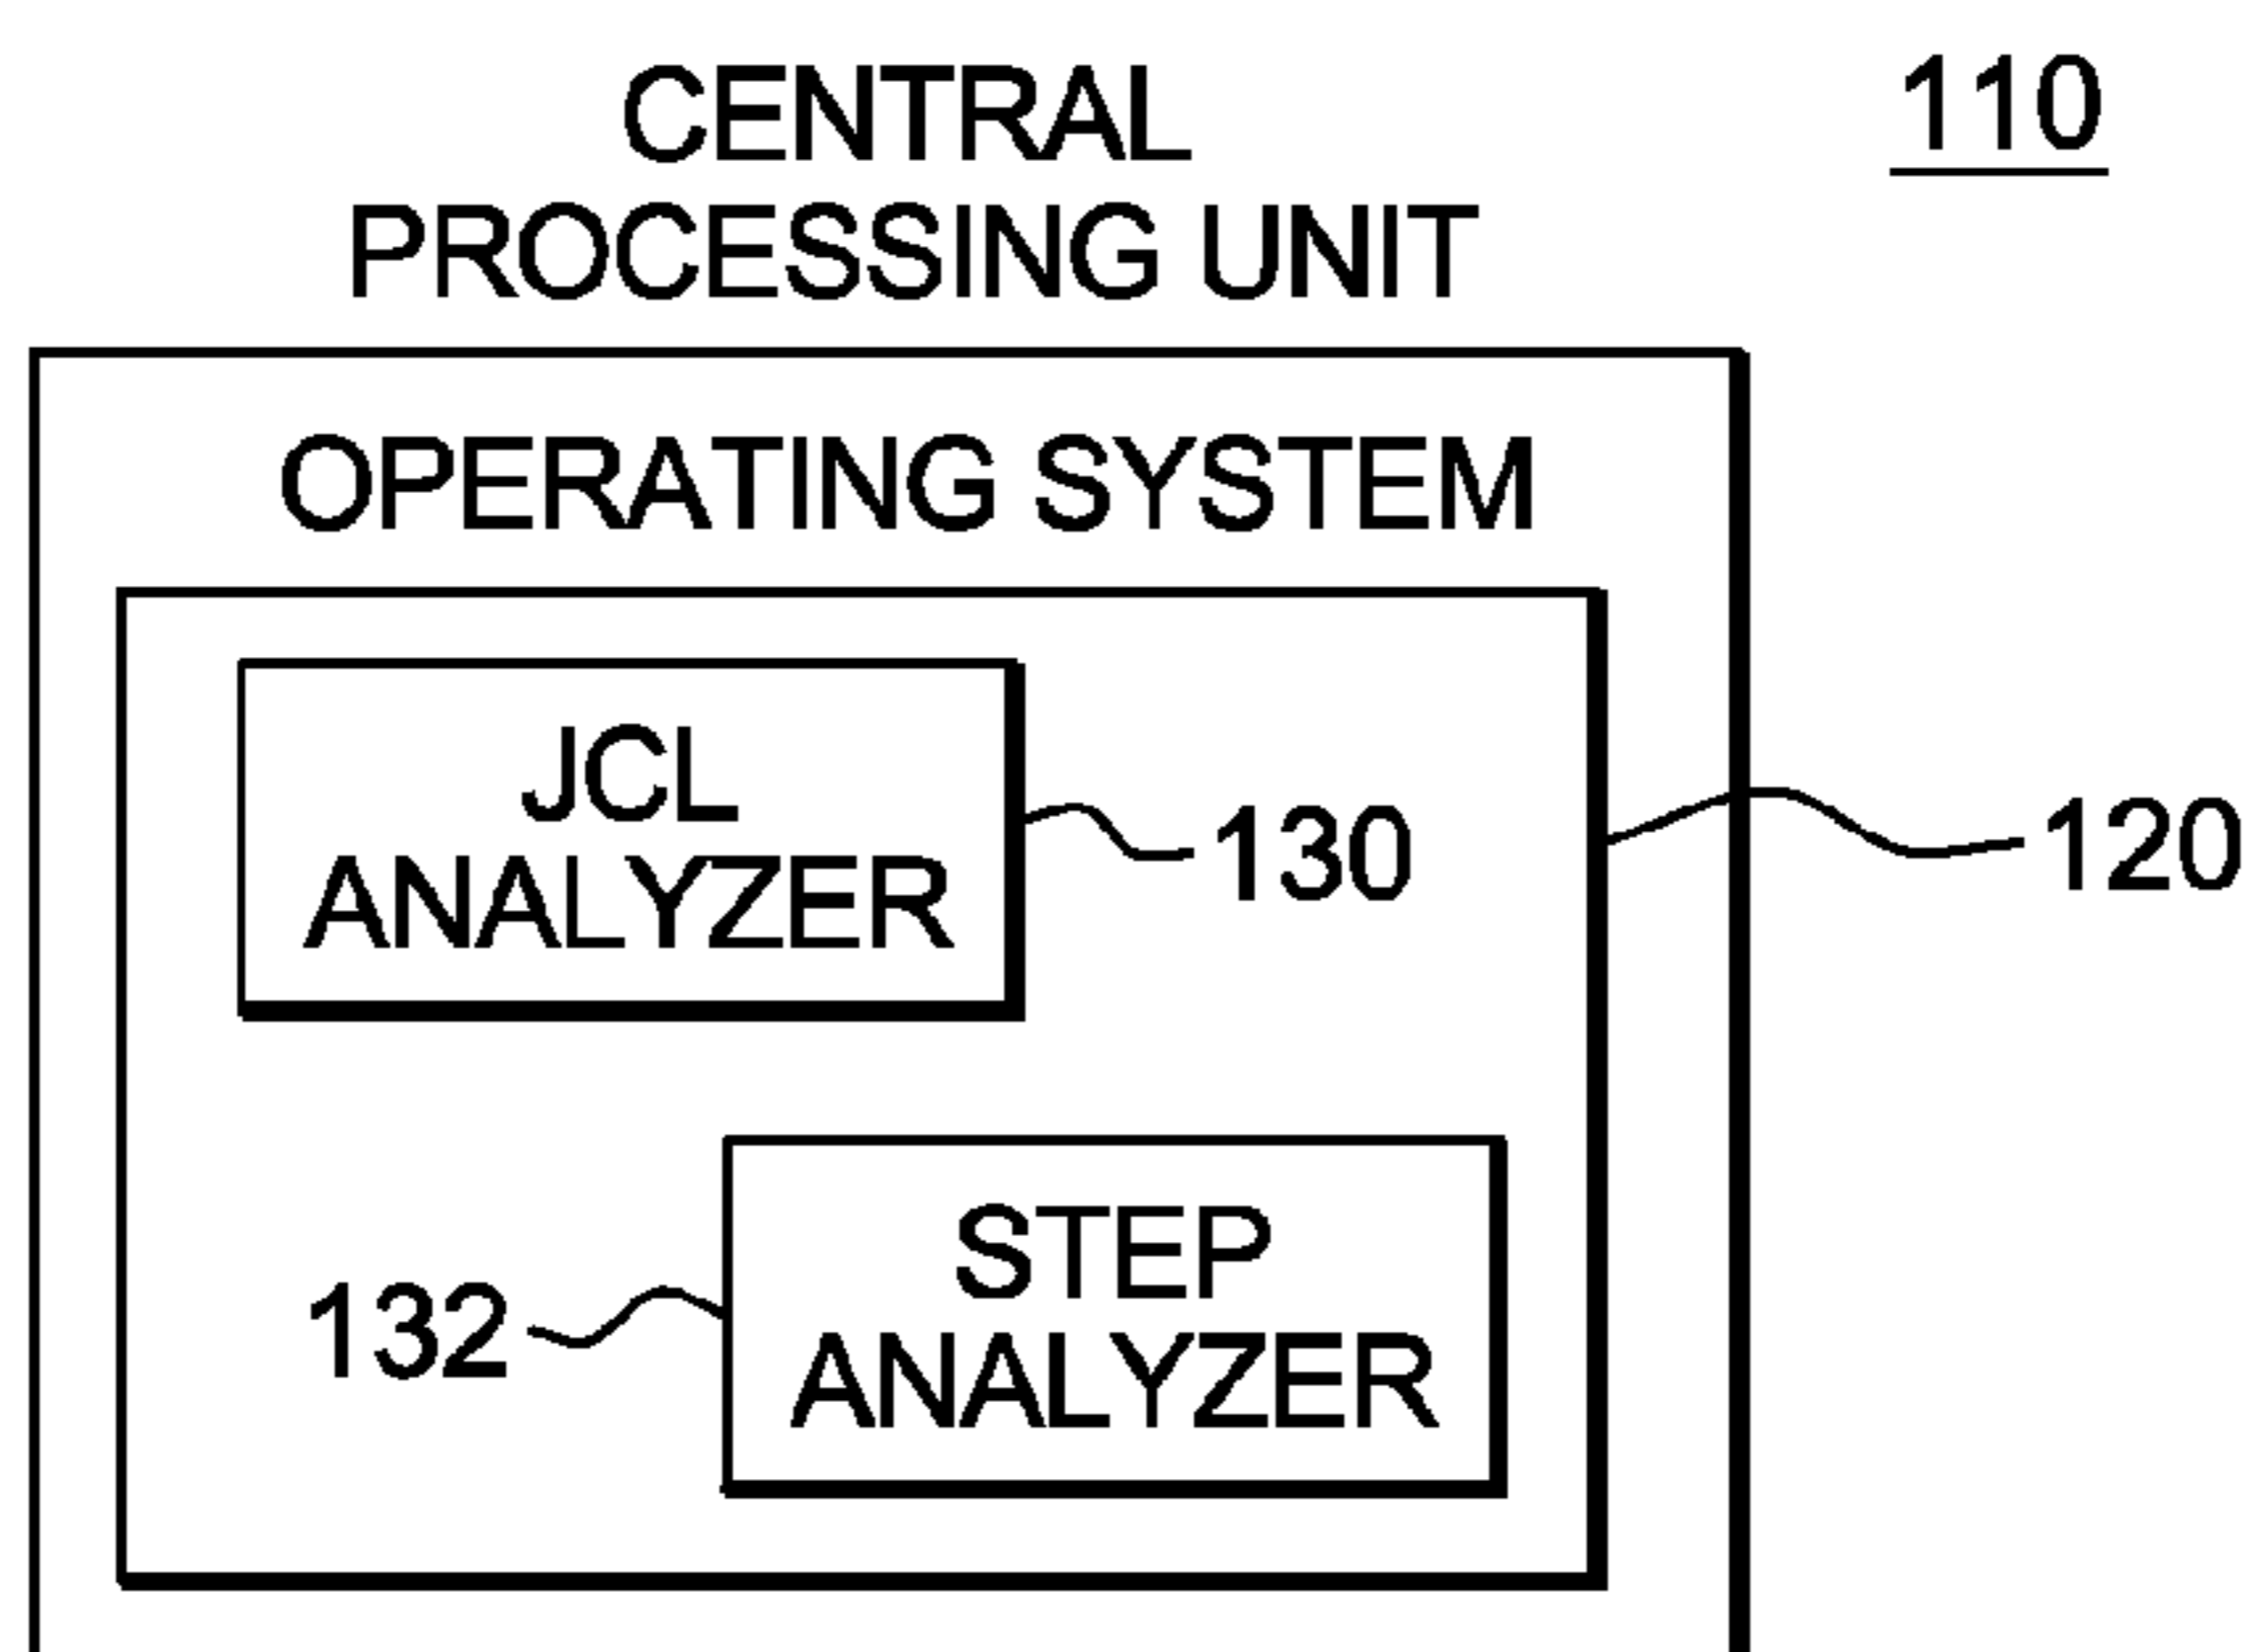 CENTRAL
PROCESSING UNIT
110
OPERATING SYSTEM
JCL
ANALYZER
130
120
STEP
ANALYZER
132